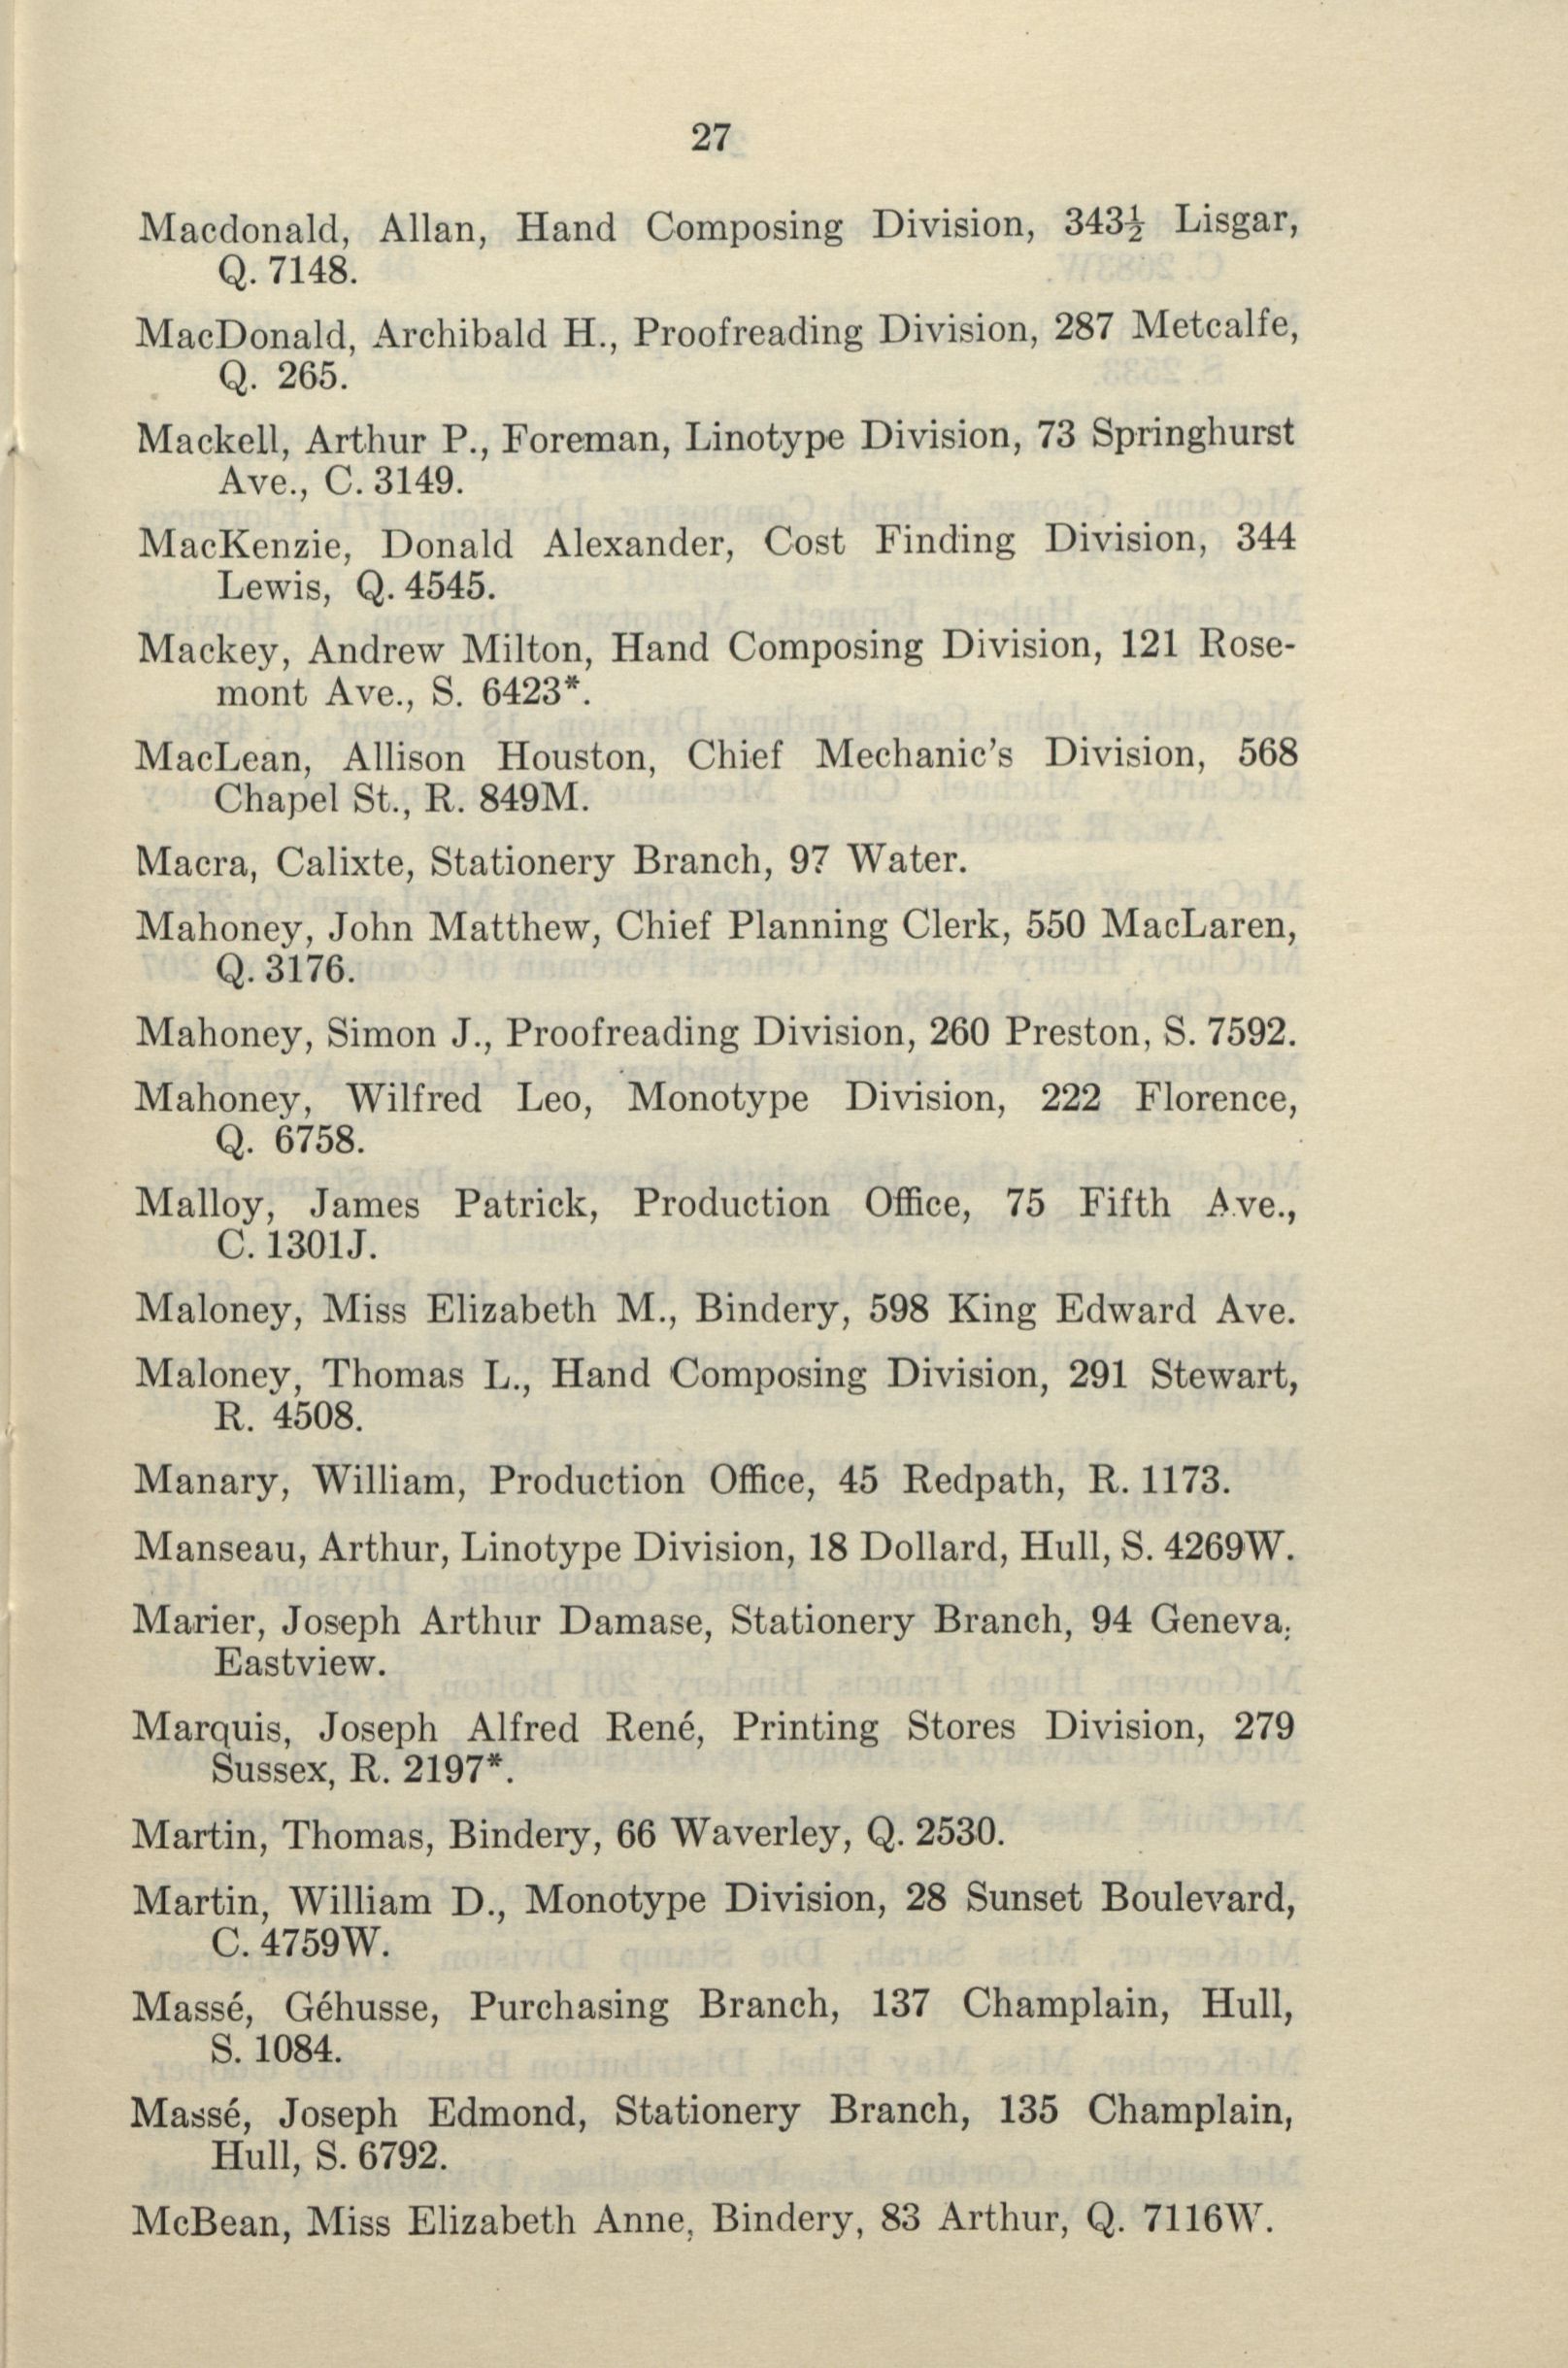 27
Macdonald, Allan, Hand Composing Division, 343½ Lisgar,
Q. 7148.
MacDonald, Archibald H., Proofreading Division, 287 Metcalfe,
Q. 265.
Mackell, Arthur P., Foreman, Linotype Division, 73 Springhurst
Ave., C. 3149.
MacKenzie, Donald Alexander, Cost Finding Division, 344
Lewis, Q. 4545.
Mackey, Andrew Milton, Hand Composing Division, 121 Rose-
mont Ave., S. 6423*.
MacLean, Allison Houston, Chief Mechanic's Division, 568
Chapel St., R. 849M.
Macra, Calixte, Stationery Branch, 97 Water.
Mahoney, John Matthew, Chief Planning Clerk, 550 MacLaren,
Q. 3176.
Mahoney, Simon J., Proofreading Division, 260 Preston, S. 7592.
Mahoney, Wilfred Leo, Monotype Division, 222 Florence,
Q. 6758.
Malloy, James Patrick, Production Office, 75 Fifth Ave.,
C. 1301J.
Maloney, Miss Elizabeth M., Bindery, 598 King Edward Ave.
Maloney, Thomas L., Hand Composing Division, 291 Stewart,
R. 4508.
Manary, William, Production Office, 45 Redpath, R. 1173.
Manseau, Arthur, Linotype Division, 18 Dollard, Hull, S. 4269W.
Marier, Joseph Arthur Damase, Stationery Branch, 94 Geneva,
Eastview.
Marquis, Joseph Alfred René, Printing Stores Division, 279
Sussex, R. 2197*.
Martin, Thomas, Bindery, 66 Waverley, Q. 2530.
Martin, William D., Monotype Division, 28 Sunset Boulevard,
C. 4759W.
Massé, Géhusse, Purchasing Branch, 137 Champlain, Hull,
S. 1084.
Massé, Joseph Edmond, Stationery Branch, 135 Champlain,
Hull, S. 6792.
McBean, Miss Elizabeth Anne, Bindery, 83 Arthur, Q. 7116W.